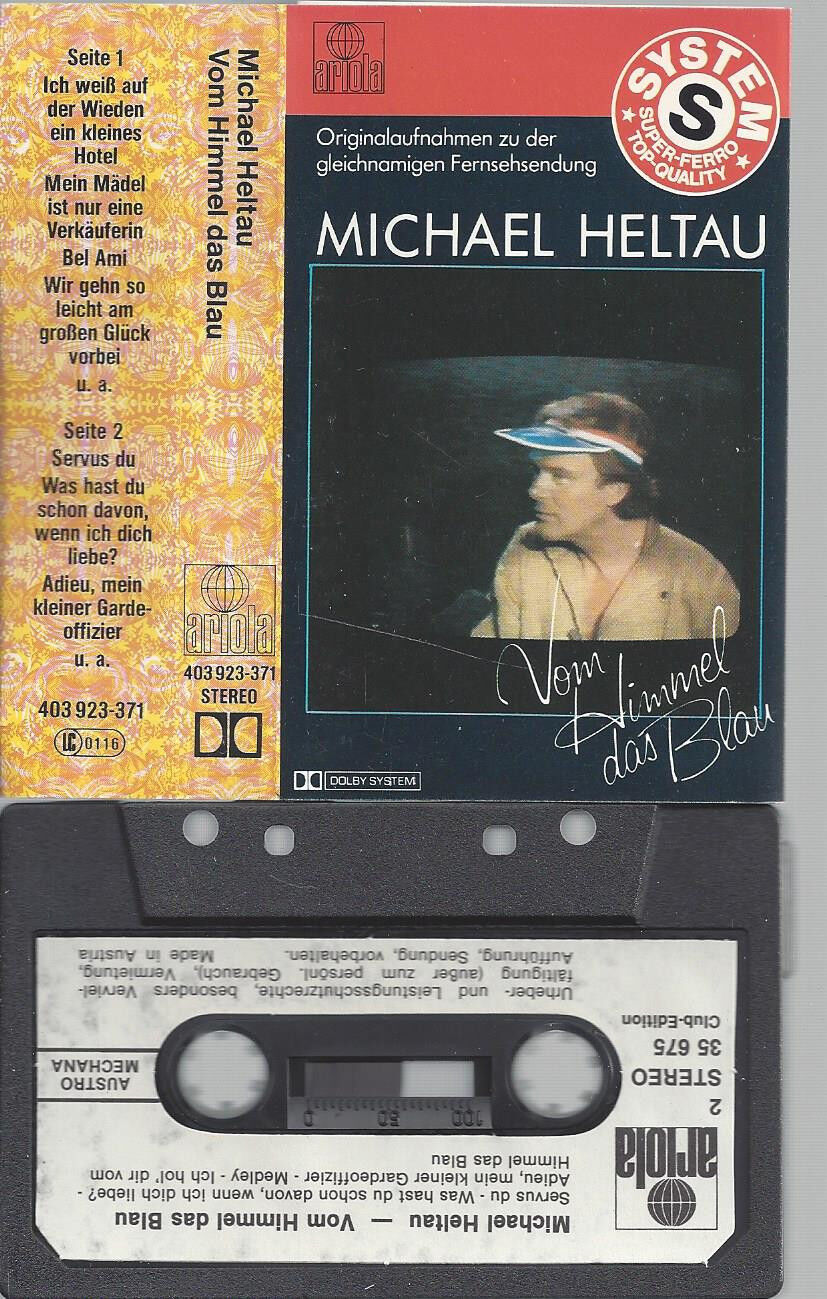 Seite 1
Ich weiß auf
der Wieden
ein kleines
Hotel
Mein Mädel
ist nur eine
Verkäuferin
Bel Ami
Wir gehn so
leicht am
großen Glück
vorbei
u. a.
Seite 2
Servus du
Was hast du
schon davon,
wenn ich dich
liebe?
Adieu, mein
kleiner Garde-
offizier
u. a.
403 923-371
LC 0116
Michael Heltau
Vom Himmel das Blau
ariola
403 923-371
STEREO
ariola
SYSTEM
S
SUPER-FERRO
TOP-QUALITY
Originalaufnahmen zu der
gleichnamigen Fernsehsendung
MICHAEL HELTAU
Vom
Himmel
das Blau
DOLBY SYSTEM
Michael Heltau — Vom Himmel das Blau
Servus du - Was hast du schon davon, wenn ich dich liebe? -
Adieu, mein kleiner Gardeoffizier - Medley - Ich hol' dir vom
Himmel das Blau
ariola
2
STEREO
35 675
Club-Edition
100 50 0
AUSTRO
MECHANA
Urheber- und Leistungsschutzrechte, besonders Verviel-
fältigung (außer zum persönl. Gebrauch), Vermietung,
Aufführung, Sendung, vorbehalten. Made in Austria